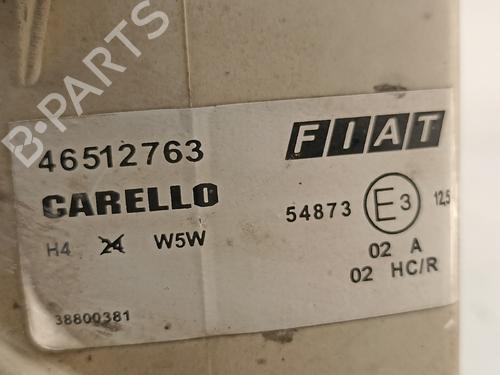 B-PARTS
46512763
FIAT
CARELLO
54873 E3 12,5
H4 24 W5W
02 A
02 HC/R
38800381